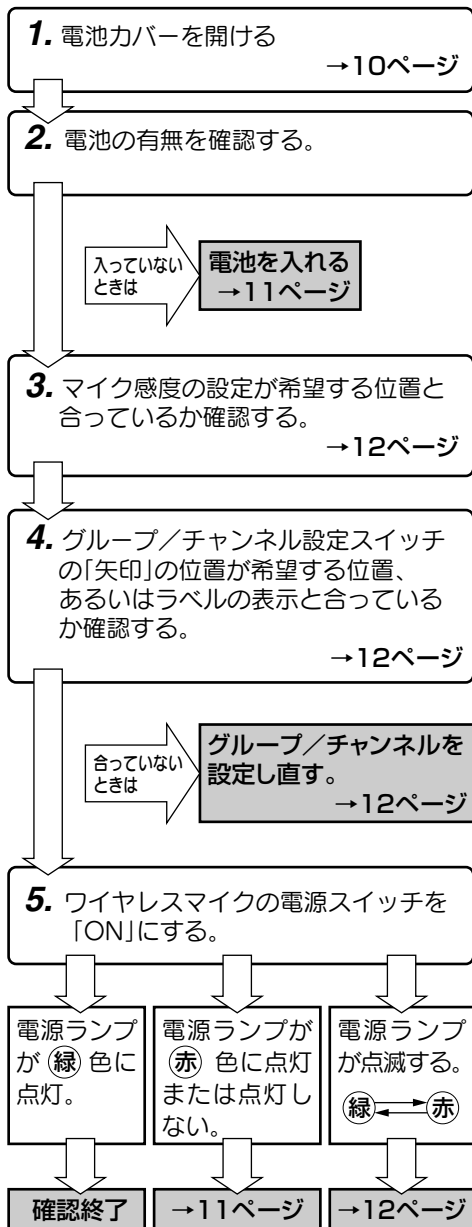 1. 電池カバーを開ける
→10ページ
2. 電池の有無を確認する。
入っていない
ときは
電池を入れる
→11ページ
3. マイク感度の設定が希望する位置と
合っているか確認する。
→12ページ
4. グループ／チャンネル設定スイッチ
の「矢印」の位置が希望する位置、
あるいはラベルの表示と合っている
か確認する。
→12ページ
合っていない
ときは
グループ／チャンネルを
設定し直す。
→12ページ
5. ワイヤレスマイクの電源スイッチを
「ON」にする。
電源ランプ
が 緑 色に
点灯。
確認終了
電源ランプが
赤 色に点灯
または点灯し
ない。
→11ページ
電源ランプ
が点滅する。
緑 赤
→12ページ